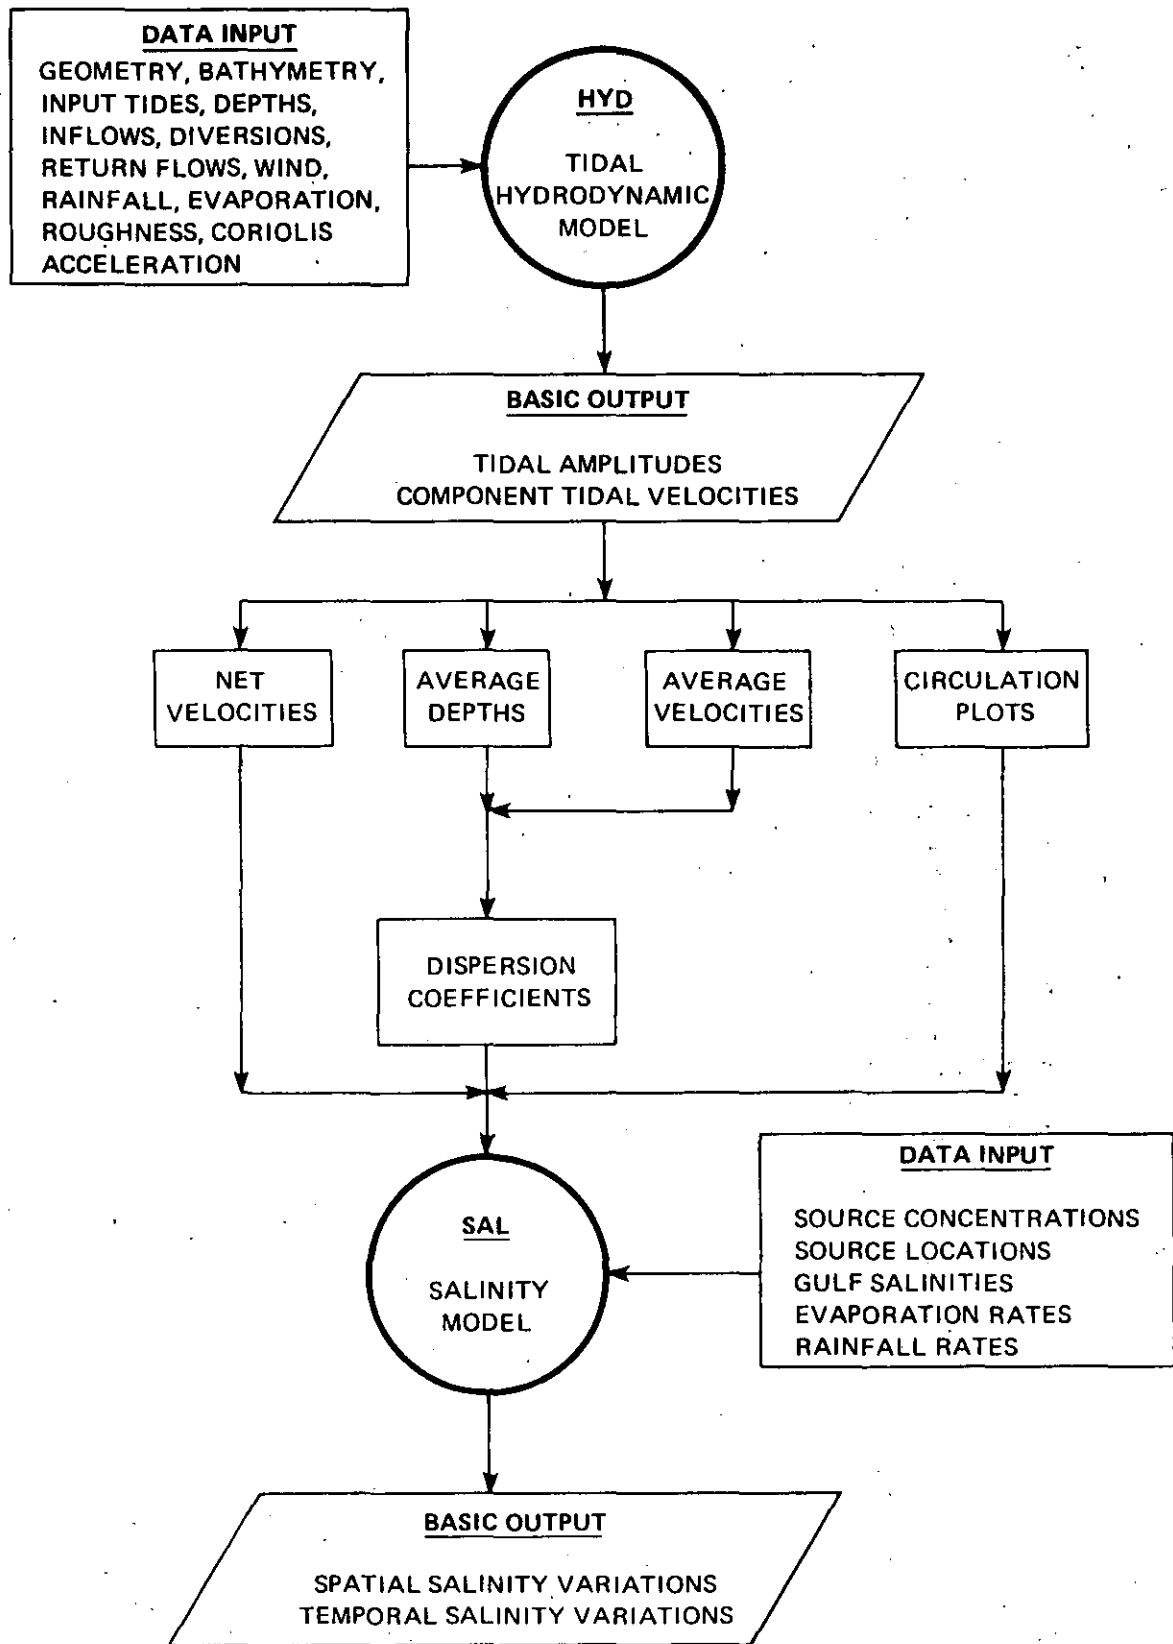 DATA INPUT
GEOMETRY, BATHYMETRY,
INPUT TIDES, DEPTHS,
INFLOWS, DIVERSIONS,
RETURN FLOWS, WIND,
RAINFALL, EVAPORATION,
ROUGHNESS, CORIOLIS
ACCELERATION
HYD
TIDAL
HYDRODYNAMIC
MODEL
BASIC OUTPUT
TIDAL AMPLITUDES
COMPONENT TIDAL VELOCITIES
NET
VELOCITIES
AVERAGE
DEPTHS
AVERAGE
VELOCITIES
CIRCULATION
PLOTS
DISPERSION
COEFFICIENTS
SAL
SALINITY
MODEL
DATA INPUT
SOURCE CONCENTRATIONS
SOURCE LOCATIONS
GULF SALINITIES
EVAPORATION RATES
RAINFALL RATES
BASIC OUTPUT
SPATIAL SALINITY VARIATIONS
TEMPORAL SALINITY VARIATIONS